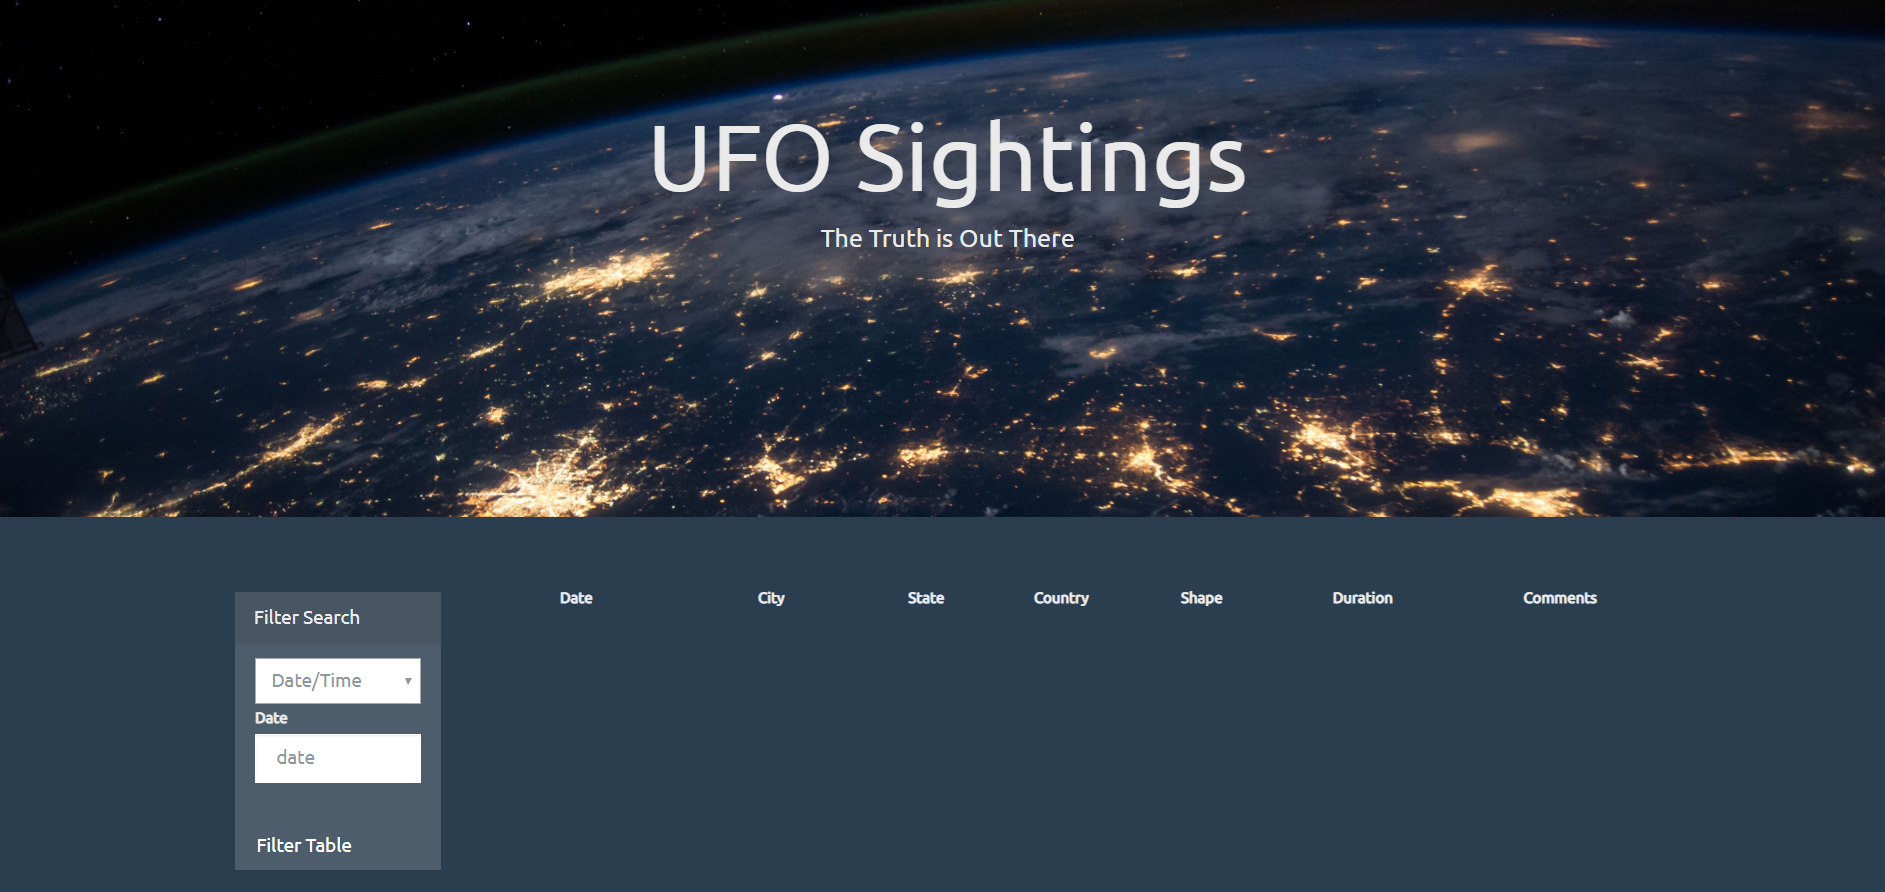 UFO Sightings
The Truth is Out There
Filter Search
Date/Time
Date
date
Filter Table
Date City State Country Shape Duration Comments